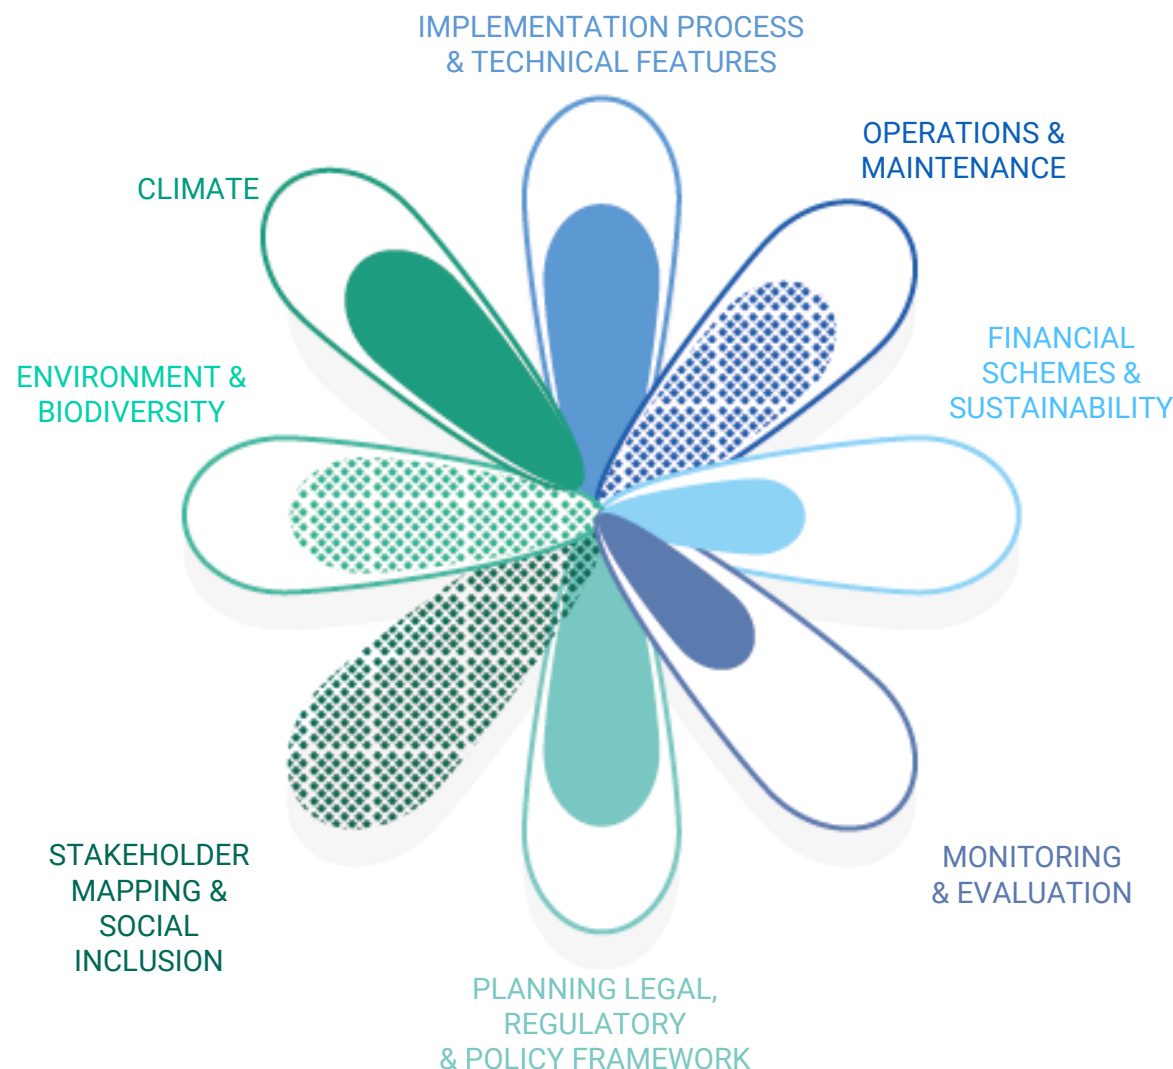 IMPLEMENTATION PROCESS
& TECHNICAL FEATURES
OPERATIONS &
MAINTENANCE
CLIMATE
FINANCIAL
SCHEMES &
SUSTAINABILITY
ENVIRONMENT &
BIODIVERSITY
STAKEHOLDER
MAPPING &
SOCIAL
INCLUSION
MONITORING
& EVALUATION
PLANNING LEGAL,
REGULATORY
& POLICY FRAMEWORK